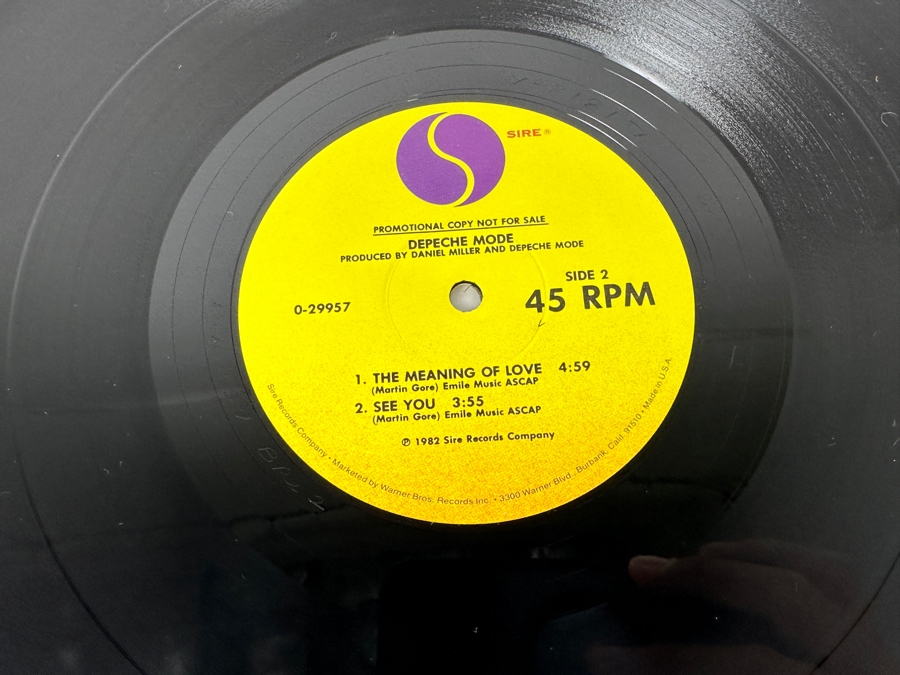 SIRE ®
PROMOTIONAL COPY NOT FOR SALE
DEPECHE MODE
PRODUCED BY DANIEL MILLER AND DEPECHE MODE
SIDE 2
0-29957
45 RPM
1. THE MEANING OF LOVE 4:59
(Martin Gore) Emile Music ASCAP
2. SEE YOU 3:55
(Martin Gore) Emile Music ASCAP
℗ 1982 Sire Records Company
Sire Records Company • Marketed by Warner Bros. Records Inc. • 3300 Warner Blvd., Burbank, Calif. 91510 • Made in U.S.A.